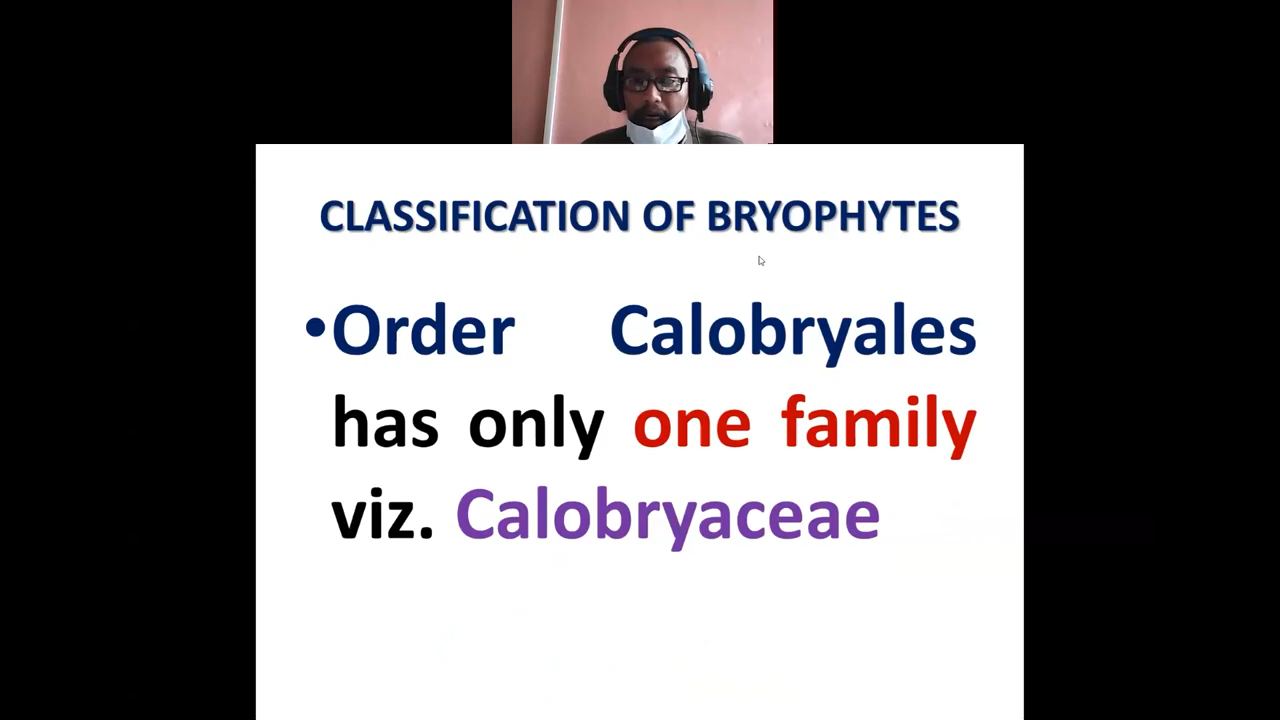 CLASSIFICATION OF BRYOPHYTES
•Order Calobryales
has only one family
viz. Calobryaceae